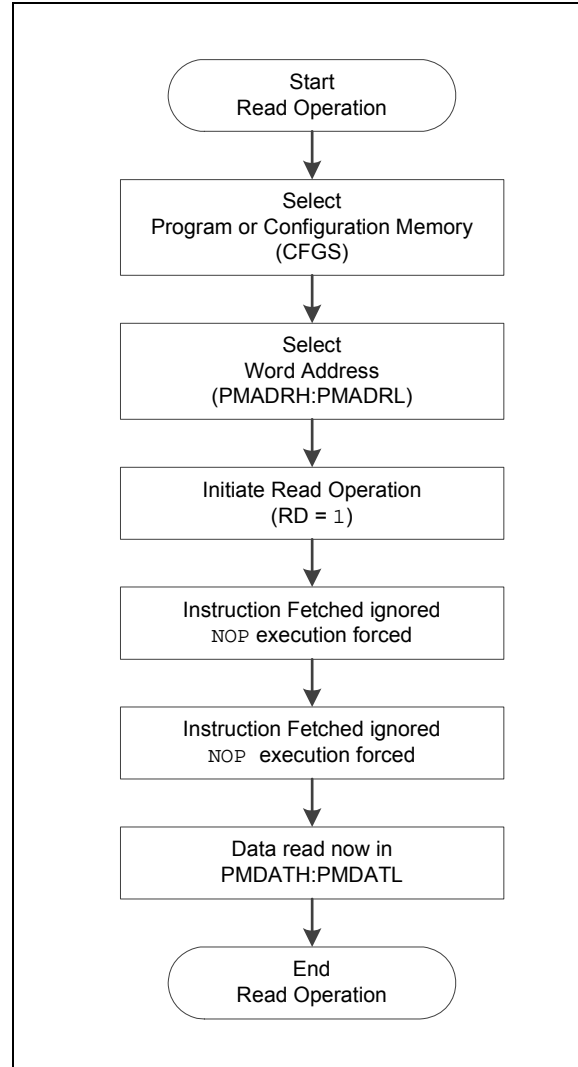 Start
Read Operation
Select
Program or Configuration Memory
(CFGS)
Select
Word Address
(PMADRH:PMADRL)
Initiate Read Operation
(RD = 1)
Instruction Fetched ignored
NOP execution forced
Instruction Fetched ignored
NOP execution forced
Data read now in
PMDATH:PMDATL
End
Read Operation